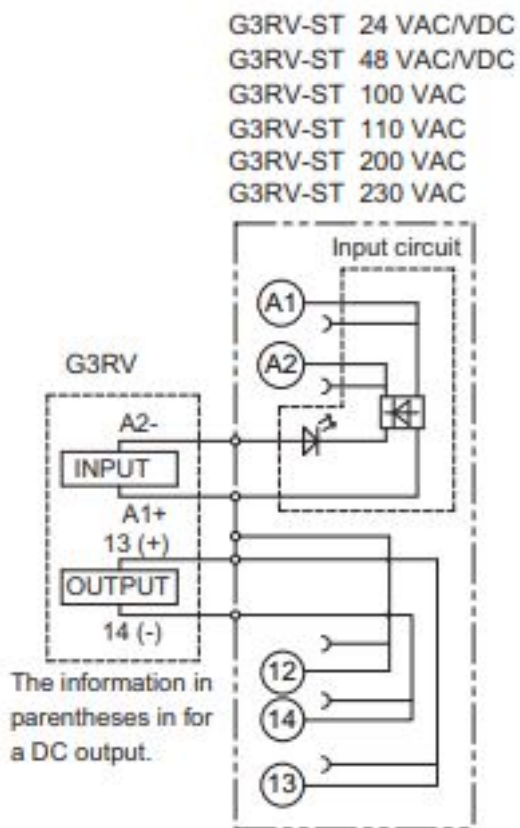 G3RV-ST 24 VAC/VDC
G3RV-ST 48 VAC/VDC
G3RV-ST 100 VAC
G3RV-ST 110 VAC
G3RV-ST 200 VAC
G3RV-ST 230 VAC
Input circuit
A1
A2
G3RV
A2-
INPUT
A1+
13 (+)
OUTPUT
14 (-)
The information in
parentheses in for
a DC output.
12
14
13